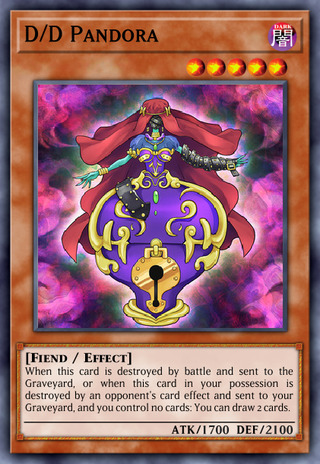 D/D Pandora
DARK
闇
[Fiend / Effect]
When this card is destroyed by battle and sent to the
Graveyard, or when this card in your possession is
destroyed by an opponent's card effect and sent to your
Graveyard, and you control no cards: You can draw 2 cards.
ATK/1700 DEF/2100